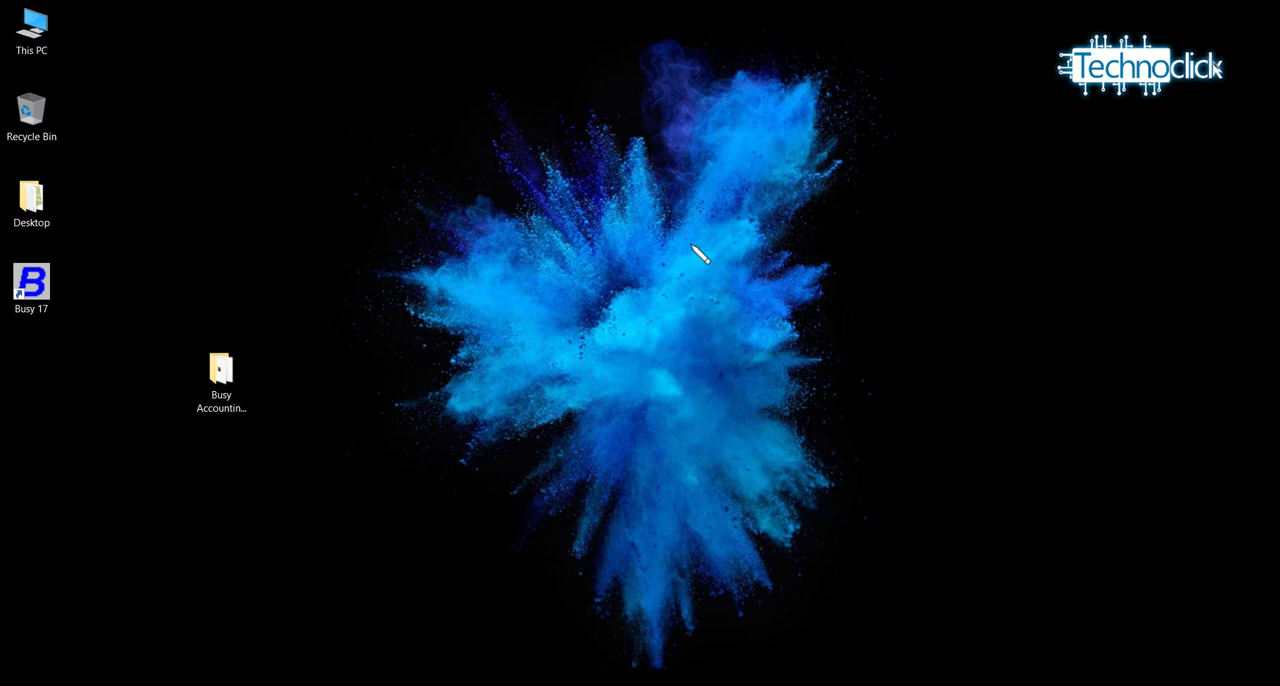 This PC
Technoclick
Recycle Bin
Desktop
B
Busy 17
Busy
Accountin...